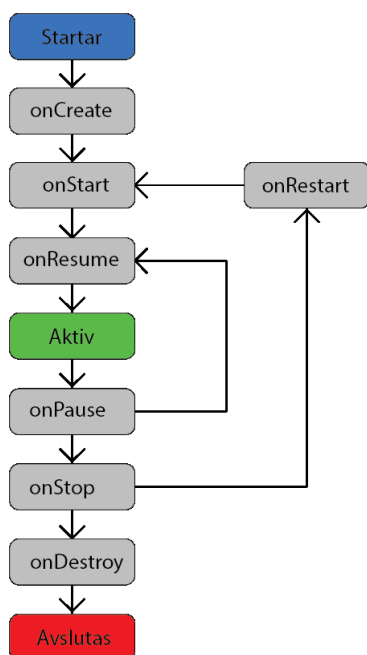 Startar
onCreate
onStart
onRestart
onResume
Aktiv
onPause
onStop
onDestroy
Avslutas